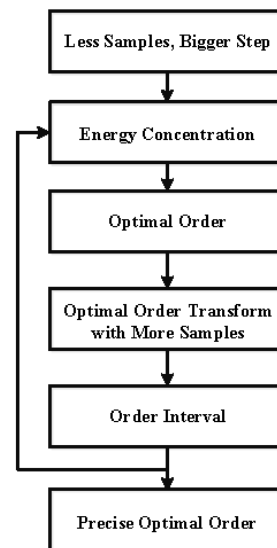 Less Samples, Bigger Step
Energy Concentration
Optimal Order
Optimal Order Transform
with More Samples
Order Interval
Precise Optimal Order